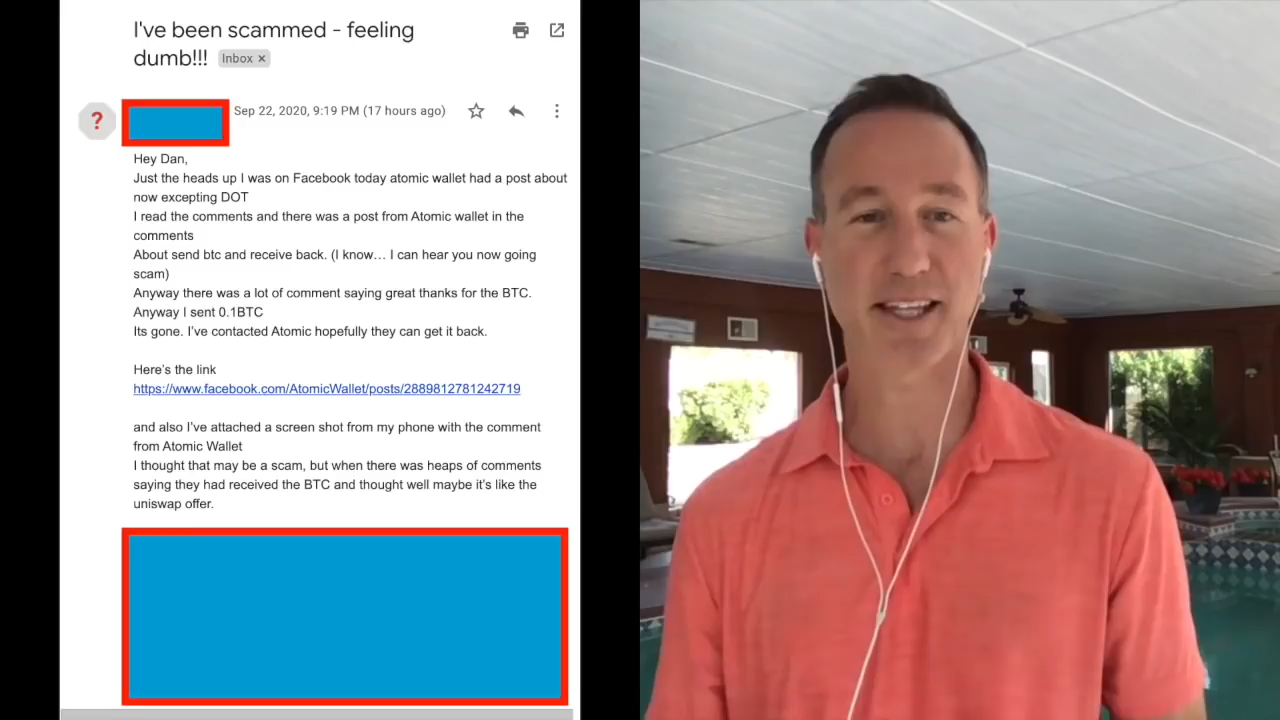 I've been scammed - feeling
dumb!!! Inbox ×
? Sep 22, 2020, 9:19 PM (17 hours ago)
Hey Dan,
Just the heads up I was on Facebook today atomic wallet had a post about
now excepting DOT
I read the comments and there was a post from Atomic wallet in the
comments
About send btc and receive back. (I know… I can hear you now going
scam)
Anyway there was a lot of comment saying great thanks for the BTC.
Anyway I sent 0.1BTC
Its gone. I've contacted Atomic hopefully they can get it back.
Here's the link
https://www.facebook.com/AtomicWallet/posts/2889812781242719
and also I've attached a screen shot from my phone with the comment
from Atomic Wallet
I thought that may be a scam, but when there was heaps of comments
saying they had received the BTC and thought well maybe it's like the
uniswap offer.